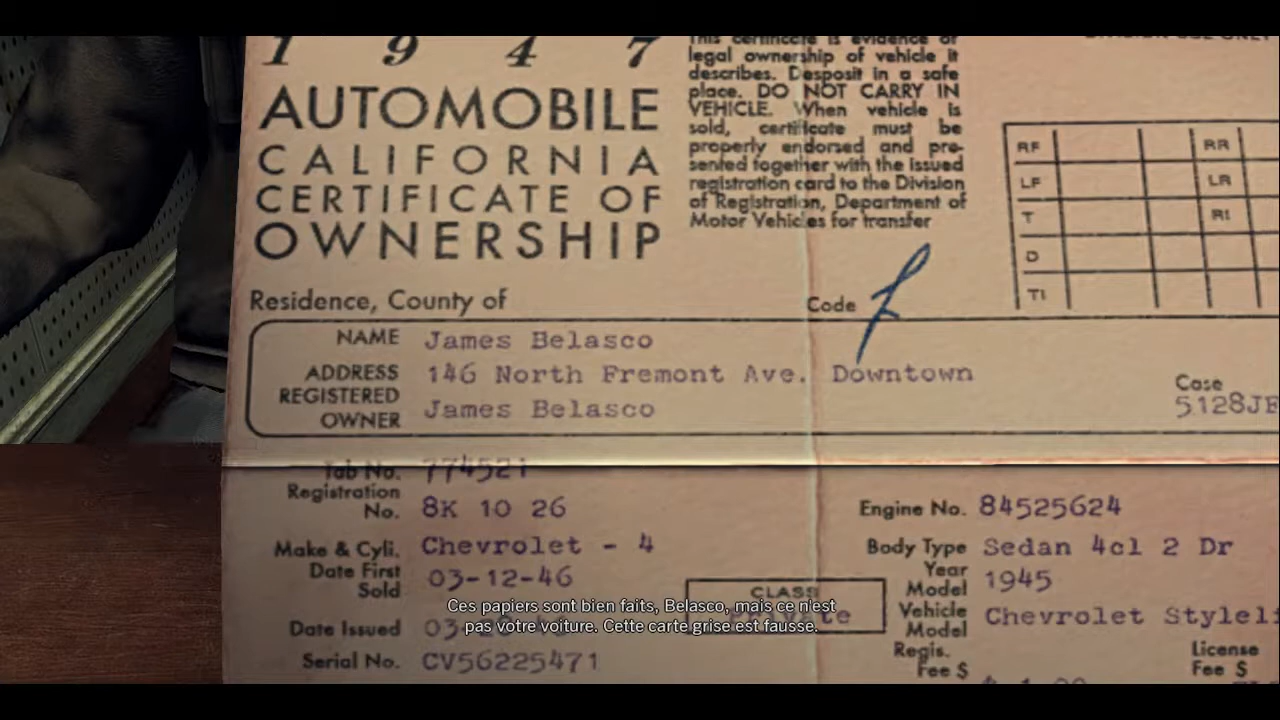 1 9 4 7
AUTOMOBILE
CALIFORNIA
CERTIFICATE OF
OWNERSHIP
This certificate is evidence of
legal ownership of vehicle it
describes. Desposit in a safe
place. DO NOT CARRY IN
VEHICLE. When vehicle is
sold, certificate must be
properly endorsed and pre-
sented together with the issued
registration card to the Division
of Registration, Department of
Motor Vehicles for transfer
RF RR
LF LR
T RI
D
TI
Residence, County of
Code
NAME James Belasco
ADDRESS 146 North Fremont Ave. Downtown
REGISTERED
OWNER James Belasco
Case
5128JE
Tab No. 774521
Registration
No. 8K 10 26
Make & Cyli. Chevrolet - 4
Date First
Sold 03-12-46
Date Issued 03
Serial No. CV56225471
CLASS
Engine No. 84525624
Body Type Sedan 4cl 2 Dr
Year
Model 1945
Vehicle
Model Chevrolet Styleli
Regis.
Fee $
License
Fee $
Ces papiers sont bien faits, Belasco, mais ce n'est
pas votre voiture. Cette carte grise est fausse.